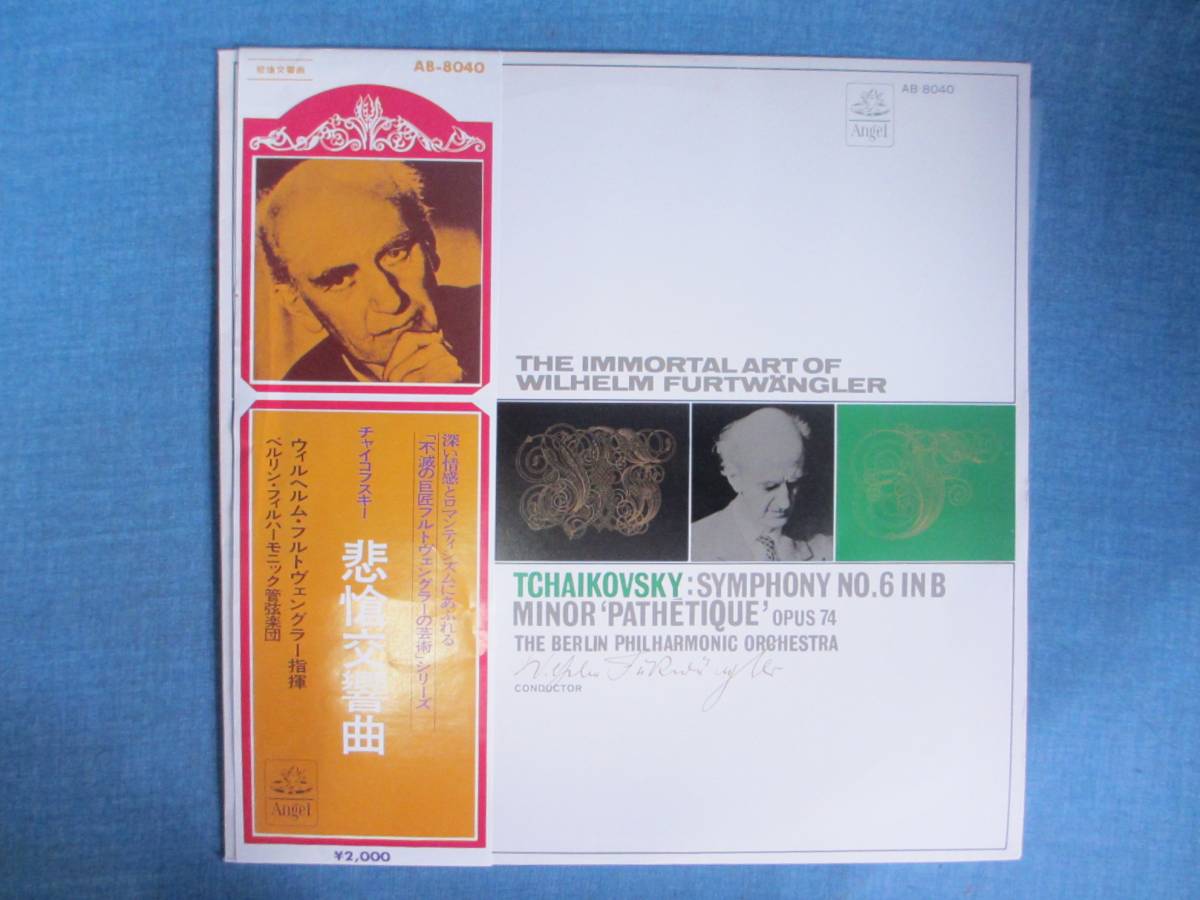 悲愴交響曲
AB-8040
深い情感とロマンティシズムにあふれる
「不滅の巨匠フルトヴェングラーの芸術」シリーズ
チャイコフスキー
悲愴交響曲
ウィルヘルム・フルトヴェングラー指揮
ベルリン・フィルハーモニック管弦楽団
Angel
¥2,000
AB-8040
Angel
THE IMMORTAL ART OF
WILHELM FURTWÄNGLER
TCHAIKOVSKY:SYMPHONY NO.6 IN B
MINOR ‘PATHÉTIQUE’ OPUS 74
THE BERLIN PHILHARMONIC ORCHESTRA
Wilhelm Furtwängler
CONDUCTOR